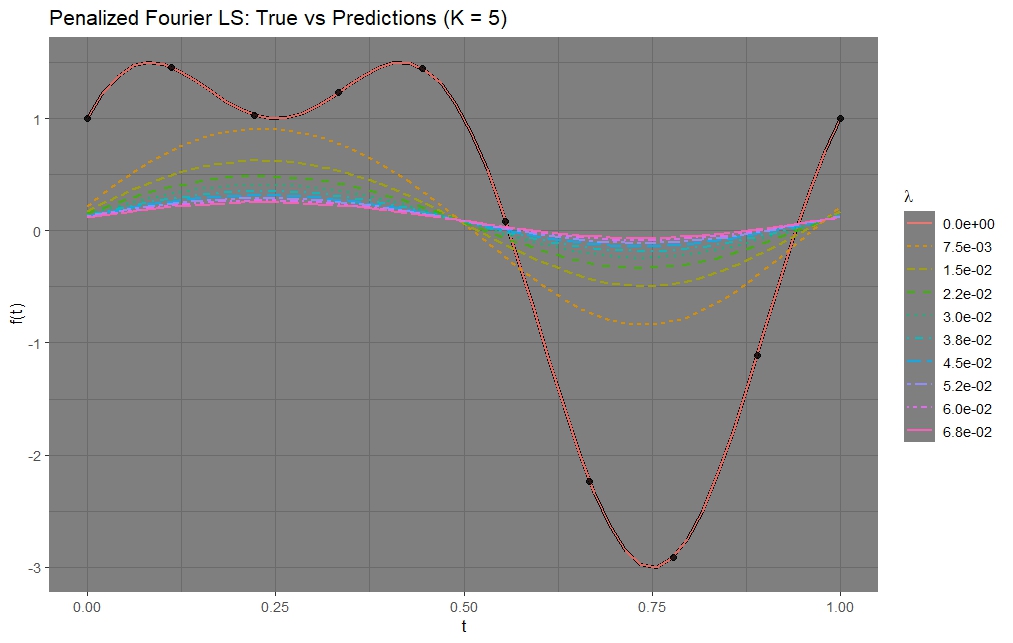 Penalized Fourier LS: True vs Predictions (K = 5)
f(t)
1
0
-1
-2
-3
0.00 0.25 0.50 0.75 1.00
t
λ
0.0e+00
7.5e-03
1.5e-02
2.2e-02
3.0e-02
3.8e-02
4.5e-02
5.2e-02
6.0e-02
6.8e-02